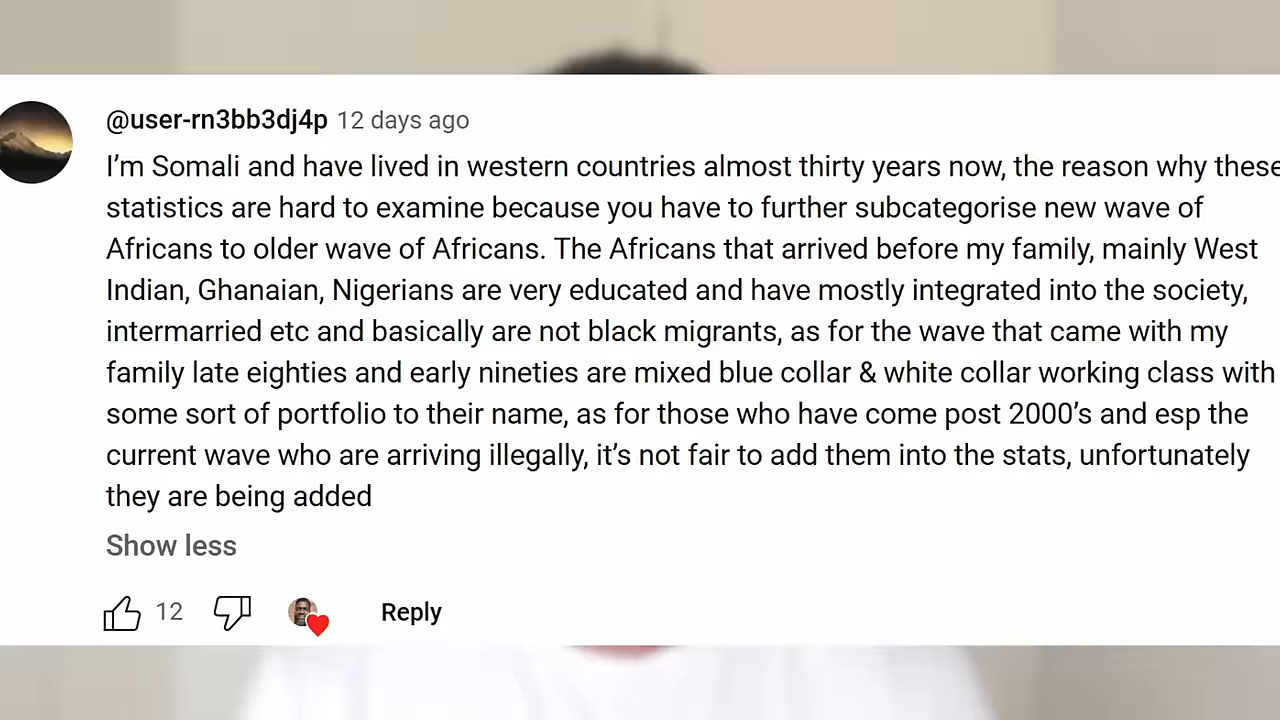 @user-rn3bb3dj4p 12 days ago
I’m Somali and have lived in western countries almost thirty years now, the reason why these
statistics are hard to examine because you have to further subcategorise new wave of
Africans to older wave of Africans. The Africans that arrived before my family, mainly West
Indian, Ghanaian, Nigerians are very educated and have mostly integrated into the society,
intermarried etc and basically are not black migrants, as for the wave that came with my
family late eighties and early nineties are mixed blue collar & white collar working class with
some sort of portfolio to their name, as for those who have come post 2000’s and esp the
current wave who are arriving illegally, it’s not fair to add them into the stats, unfortunately
they are being added
Show less
12 Reply